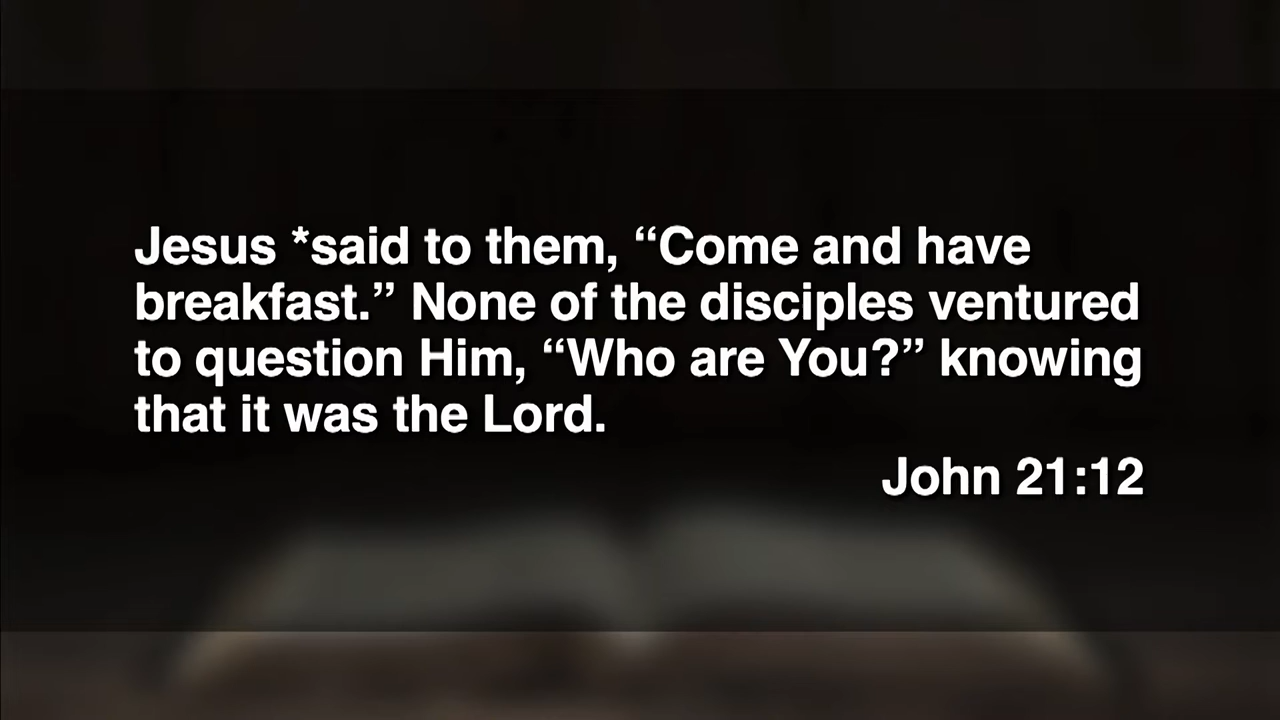 Jesus *said to them, “Come and have
breakfast.” None of the disciples ventured
to question Him, “Who are You?” knowing
that it was the Lord.
John 21:12